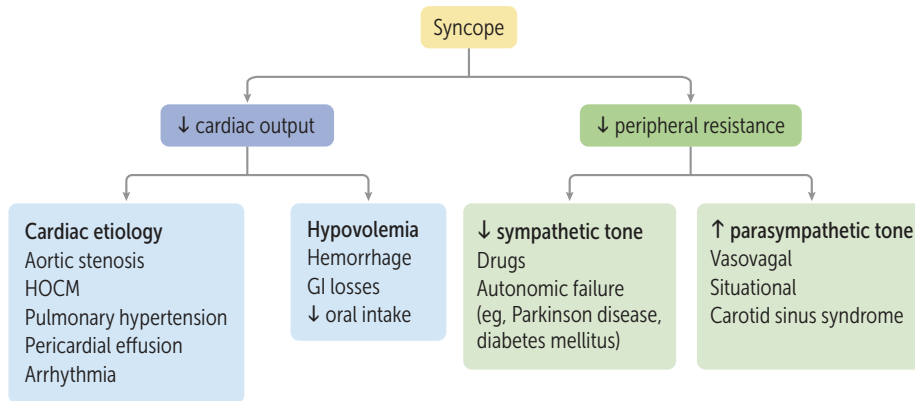 Syncope
↓ cardiac output
↓ peripheral resistance
Cardiac etiology
Aortic stenosis
HOCM
Pulmonary hypertension
Pericardial effusion
Arrhythmia
Hypovolemia
Hemorrhage
GI losses
↓ oral intake
↓ sympathetic tone
Drugs
Autonomic failure
(eg, Parkinson disease,
diabetes mellitus)
↑ parasympathetic tone
Vasovagal
Situational
Carotid sinus syndrome